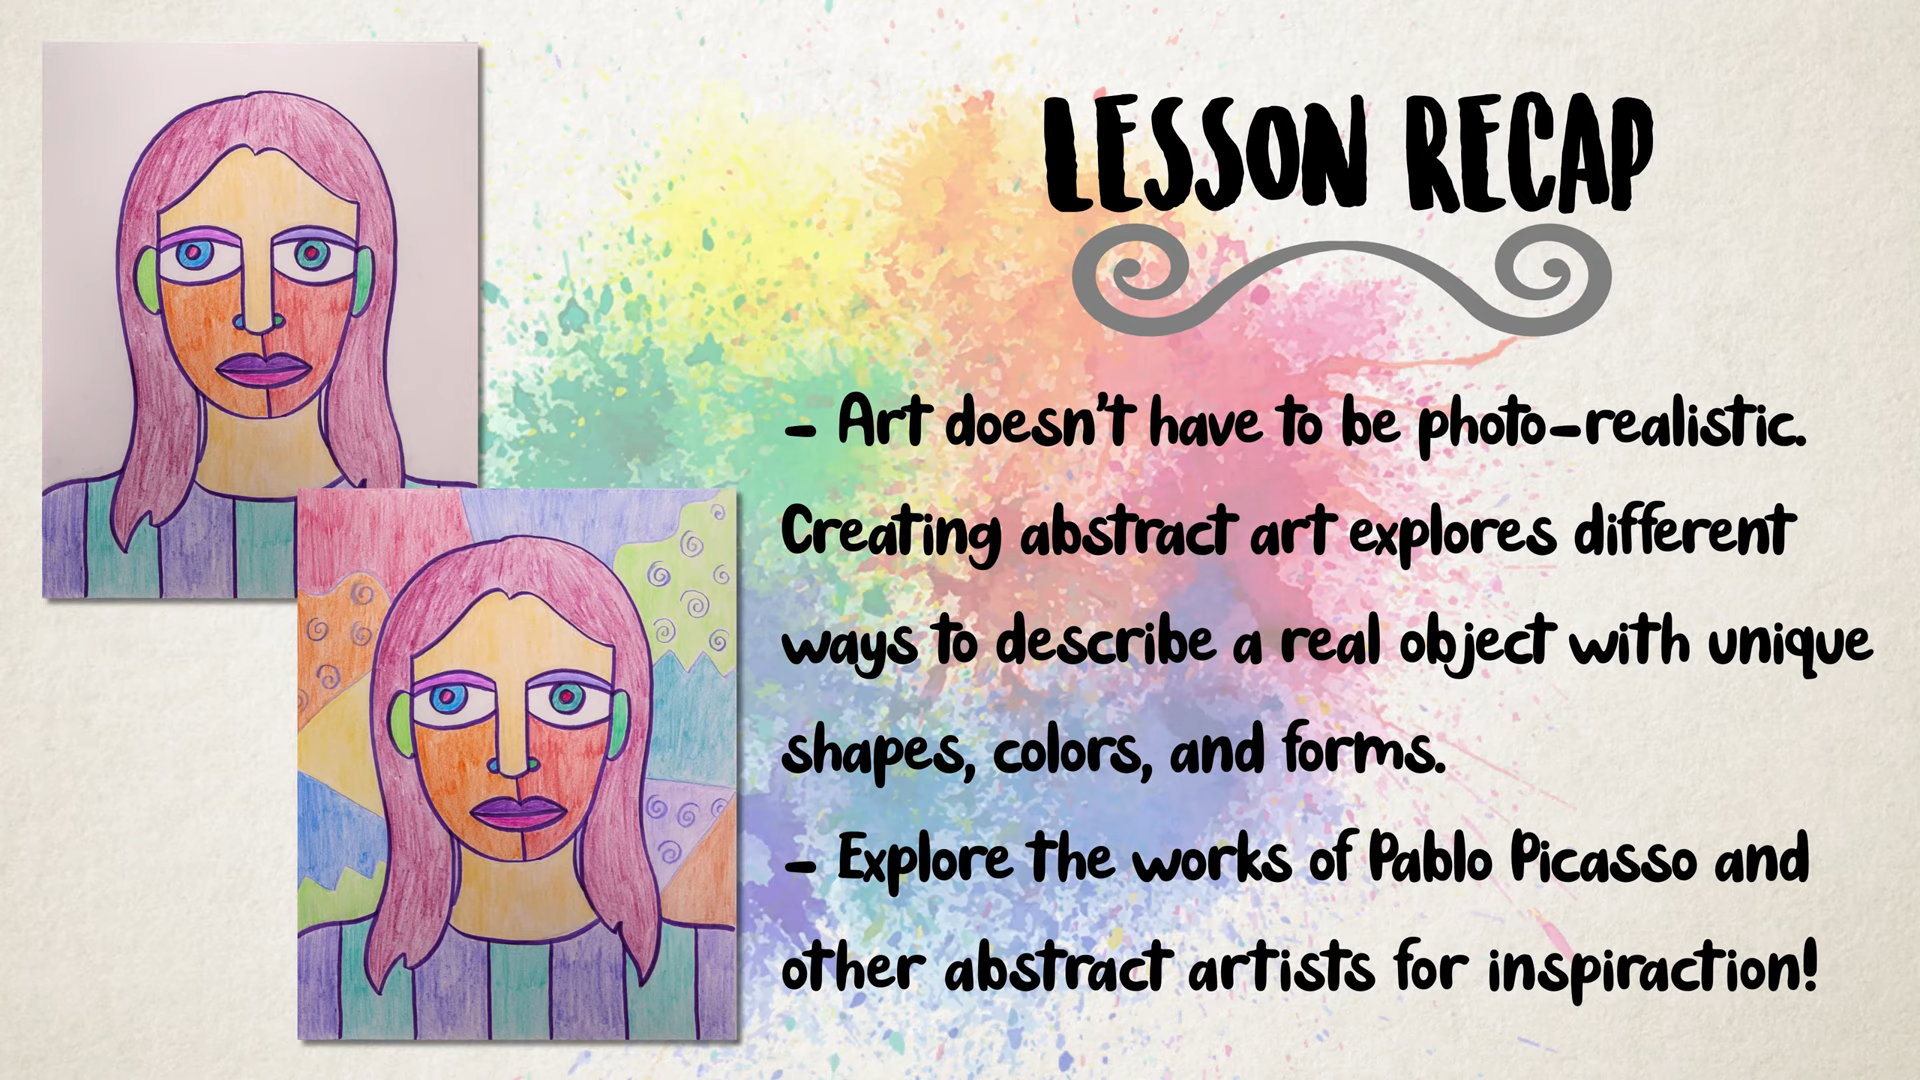 LESSON RECAP
- Art doesn't have to be photo-realistic.
Creating abstract art explores different
ways to describe a real object with unique
shapes, colors, and forms.
- Explore the works of Pablo Picasso and
other abstract artists for inspiraction!